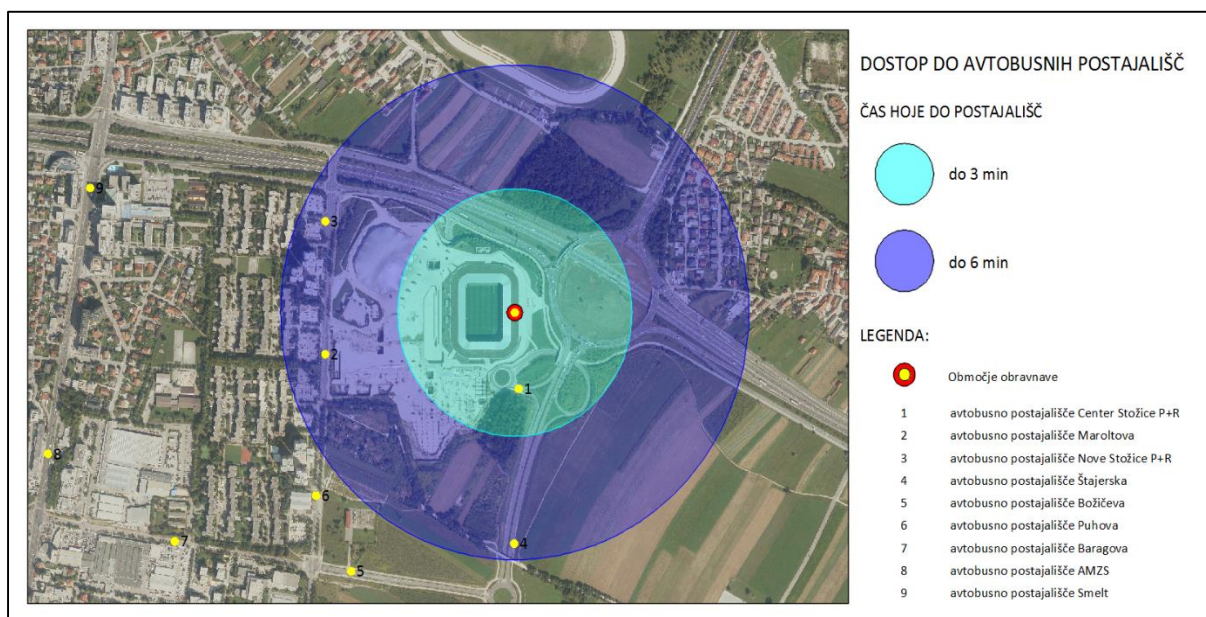 DOSTOP DO AVTOBUSNIH POSTAJALIŠČ
ČAS HOJE DO POSTAJALIŠČ
do 3 min
do 6 min
LEGENDA:
Območje obravnave
1 avtobusno postajališče Center Stožice P+R
2 avtobusno postajališče Maroltova
3 avtobusno postajališče Nove Stožice P+R
4 avtobusno postajališče Štajerska
5 avtobusno postajališče Božičeva
6 avtobusno postajališče Puhova
7 avtobusno postajališče Baragova
8 avtobusno postajališče AMZS
9 avtobusno postajališče Smelt
9
3
2
1
8
6
7
4
5